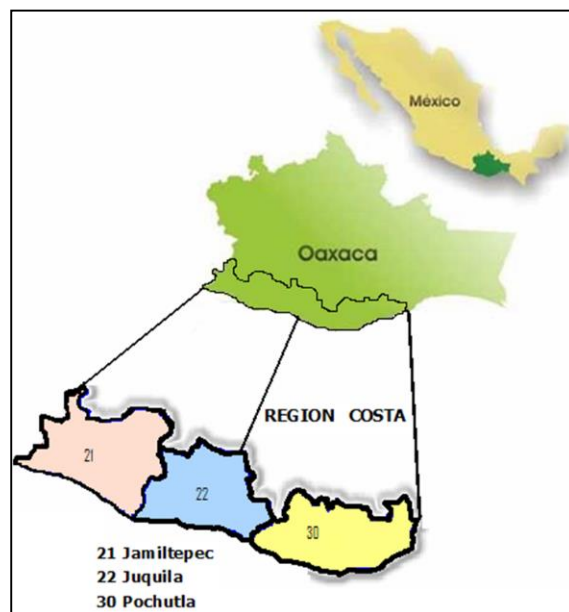 México
Oaxaca
REGION COSTA
21
22
30
21 Jamiltepec
22 Juquila
30 Pochutla